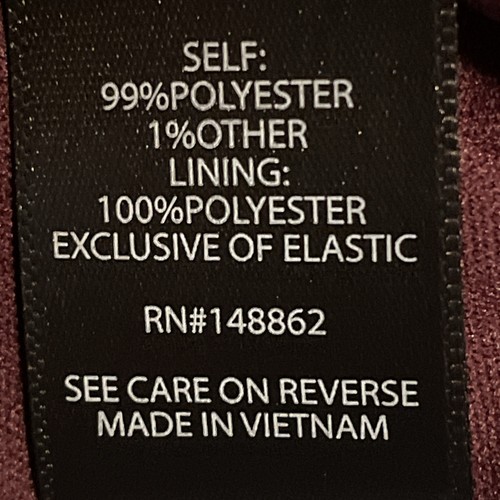 SELF:
99%POLYESTER
1%OTHER
LINING:
100%POLYESTER
EXCLUSIVE OF ELASTIC
RN#148862
SEE CARE ON REVERSE
MADE IN VIETNAM